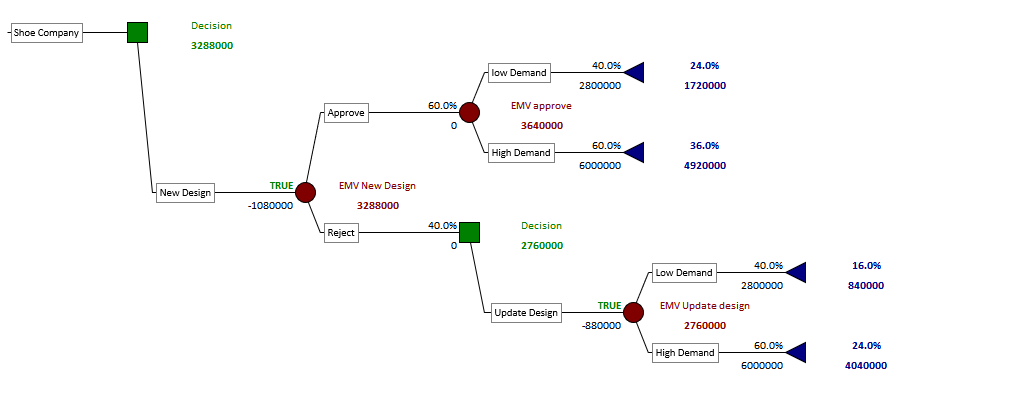 Shoe Company
Decision
3288000
low Demand
40.0%
2800000
24.0%
1720000
Approve
60.0%
0
EMV approve
3640000
High Demand
60.0%
6000000
36.0%
4920000
New Design
TRUE
-1080000
EMV New Design
3288000
Reject
40.0%
0
Decision
2760000
Low Demand
40.0%
2800000
16.0%
840000
Update Design
TRUE
-880000
EMV Update design
2760000
High Demand
60.0%
6000000
24.0%
4040000